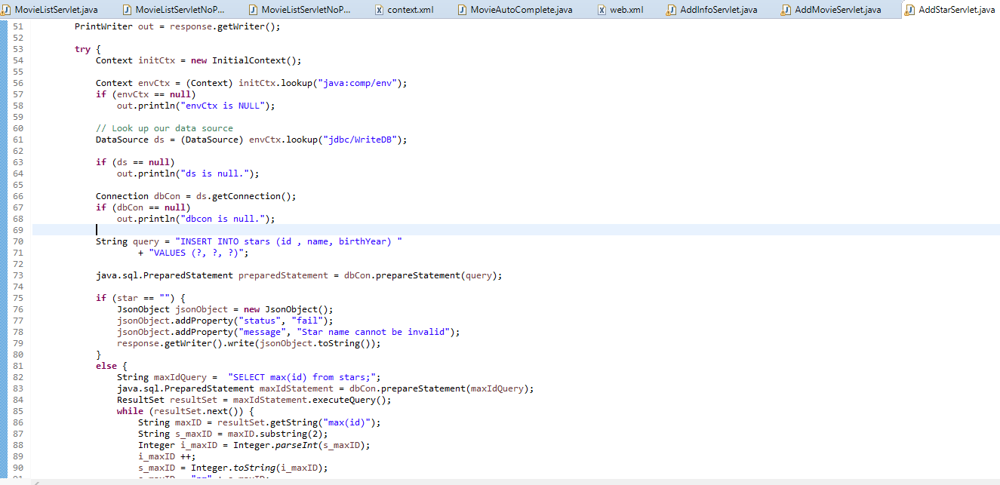 MovieListServlet.java MovieListServletNoP... MovieListServletNoP... context.xml MovieAutoComplete.java web.xml AddInfoServlet.java AddMovieServlet.java AddStarServlet.java
51 PrintWriter out = response.getWriter();
52
53 try {
54 Context initCtx = new InitialContext();
55
56 Context envCtx = (Context) initCtx.lookup("java:comp/env");
57 if (envCtx == null)
58 out.println("envCtx is NULL");
59
60 // Look up our data source
61 DataSource ds = (DataSource) envCtx.lookup("jdbc/WriteDB");
62
63 if (ds == null)
64 out.println("ds is null.");
65
66 Connection dbCon = ds.getConnection();
67 if (dbCon == null)
68 out.println("dbcon is null.");
69
70 String query = "INSERT INTO stars (id , name, birthYear) "
71 + "VALUES (?, ?, ?)";
72
73 java.sql.PreparedStatement preparedStatement = dbCon.prepareStatement(query);
74
75 if (star == "") {
76 JsonObject jsonObject = new JsonObject();
77 jsonObject.addProperty("status", "fail");
78 jsonObject.addProperty("message", "Star name cannot be invalid");
79 response.getWriter().write(jsonObject.toString());
80 }
81 else {
82 String maxIdQuery =  "SELECT max(id) from stars;";
83 java.sql.PreparedStatement maxIdStatement = dbCon.prepareStatement(maxIdQuery);
84 ResultSet resultSet = maxIdStatement.executeQuery();
85 while (resultSet.next()) {
86 String maxID = resultSet.getString("max(id)");
87 String s_maxID = maxID.substring(2);
88 Integer i_maxID = Integer.parseInt(s_maxID);
89 i_maxID ++;
90 s_maxID = Integer.toString(i_maxID);